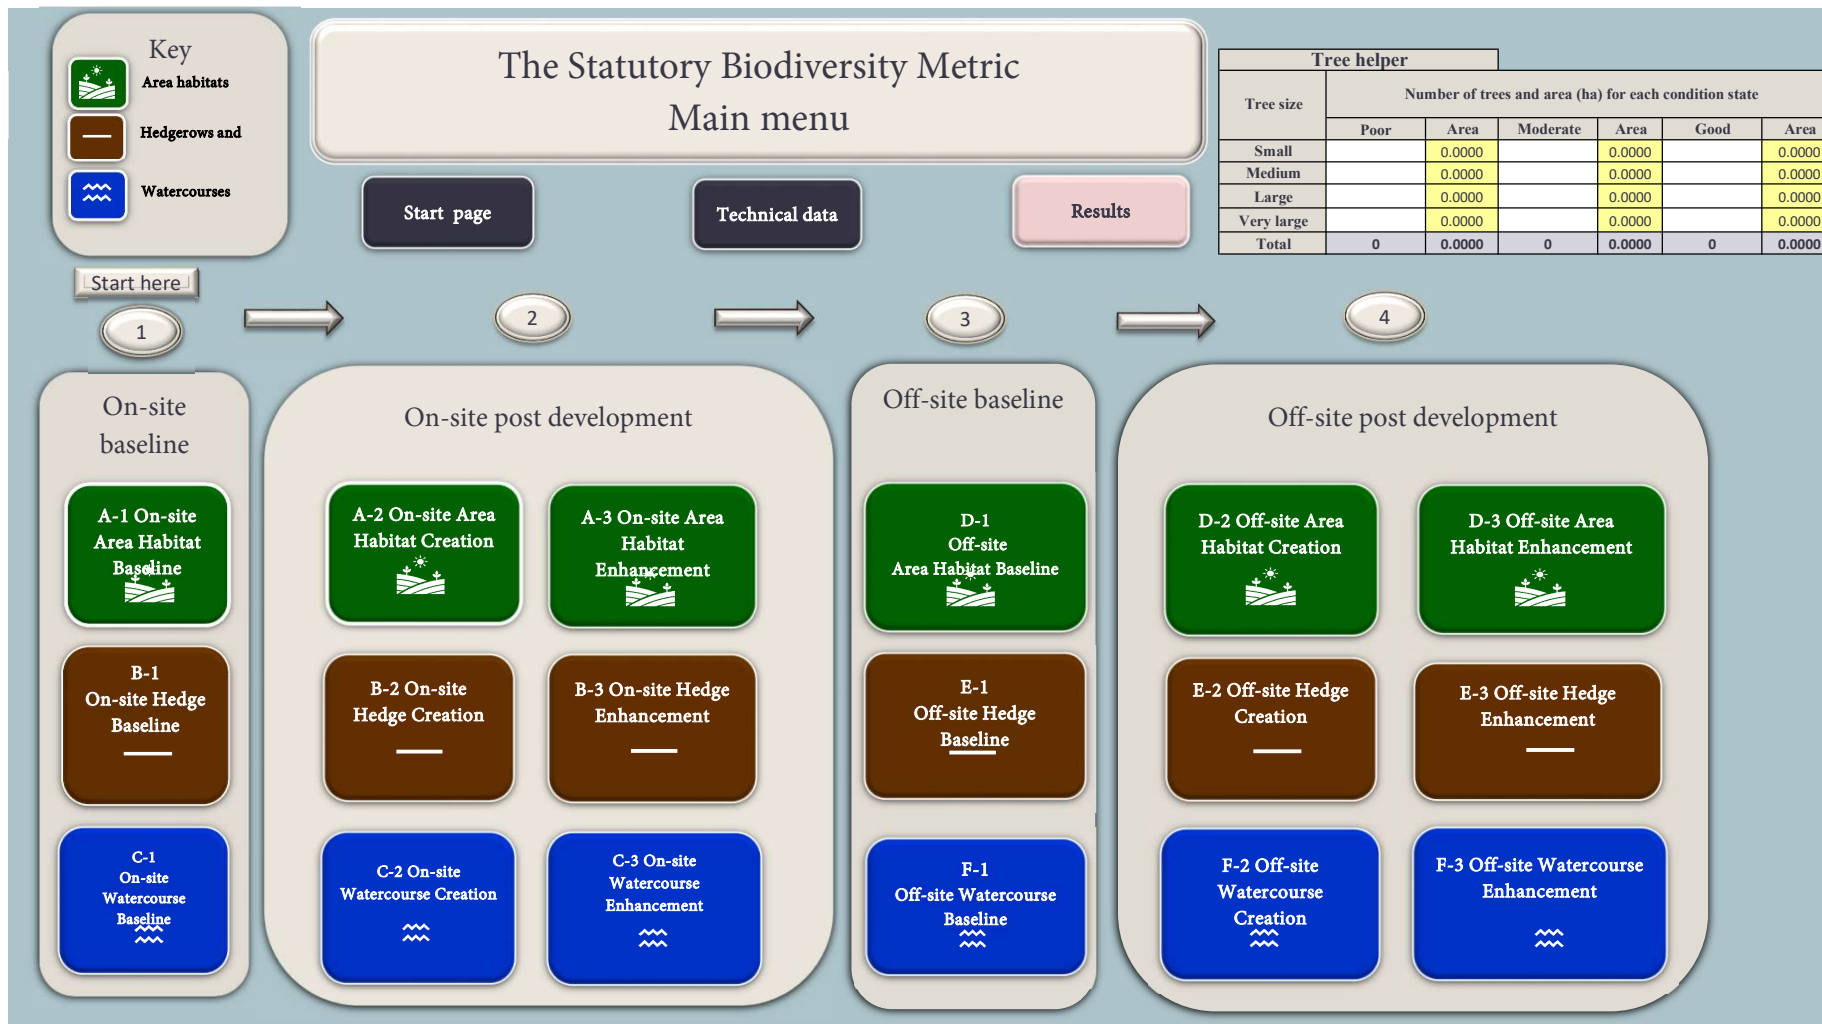 Key
Area habitats
Hedgerows and
Watercourses
The Statutory Biodiversity Metric
Main menu
Start page
Technical data
Results
Tree helper
Tree size
Number of trees and area (ha) for each condition state
Poor Area Moderate Area Good Area
Small 0.0000 0.0000 0.0000
Medium 0.0000 0.0000 0.0000
Large 0.0000 0.0000 0.0000
Very large 0.0000 0.0000 0.0000
Total 0 0.0000 0 0.0000 0 0.0000
Start here
1
2
3
4
On-site
baseline
A-1 On-site
Area Habitat
Baseline
B-1
On-site Hedge
Baseline
C-1
On-site
Watercourse
Baseline
On-site post development
A-2 On-site Area
Habitat Creation
A-3 On-site Area
Habitat
Enhancement
B-2 On-site
Hedge Creation
B-3 On-site Hedge
Enhancement
C-2 On-site
Watercourse Creation
C-3 On-site
Watercourse
Enhancement
Off-site baseline
D-1
Off-site
Area Habitat Baseline
E-1
Off-site Hedge
Baseline
F-1
Off-site Watercourse
Baseline
Off-site post development
D-2 Off-site Area
Habitat Creation
D-3 Off-site Area
Habitat Enhancement
E-2 Off-site Hedge
Creation
E-3 Off-site Hedge
Enhancement
F-2 Off-site
Watercourse
Creation
F-3 Off-site Watercourse
Enhancement